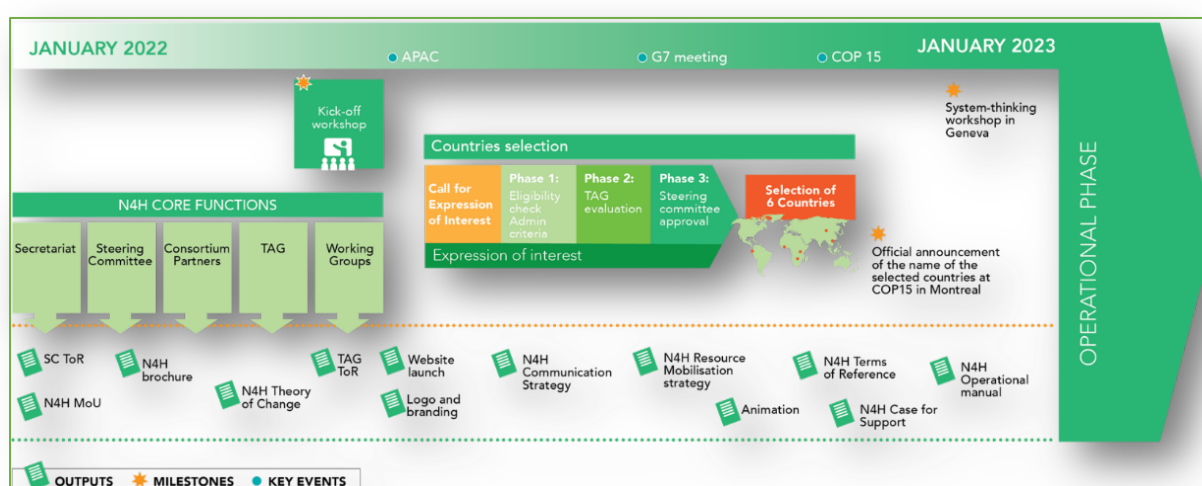 JANUARY 2022
APAC
G7 meeting
COP 15
JANUARY 2023
Kick-off
workshop
System-thinking
workshop in
Geneva
OPERATIONAL PHASE
Countries selection
Call for
Expression
of Interest
Phase 1:
Eligibility
check
Admin
criteria
Phase 2:
TAG
evaluation
Phase 3:
Steering
committee
approval
Selection of
6 Countries
Expression of interest
Official announcement
of the name of the
selected countries at
COP15 in Montreal
N4H CORE FUNCTIONS
Secretariat
Steering
Committee
Consortium
Partners
TAG
Working
Groups
SC ToR
N4H MoU
N4H
brochure
N4H Theory
of Change
TAG
ToR
Website
launch
Logo and
branding
N4H
Communication
Strategy
N4H Resource
Mobilisation
strategy
Animation
N4H Terms
of Reference
N4H Case for
Support
N4H
Operational
manual
OUTPUTS
MILESTONES
KEY EVENTS